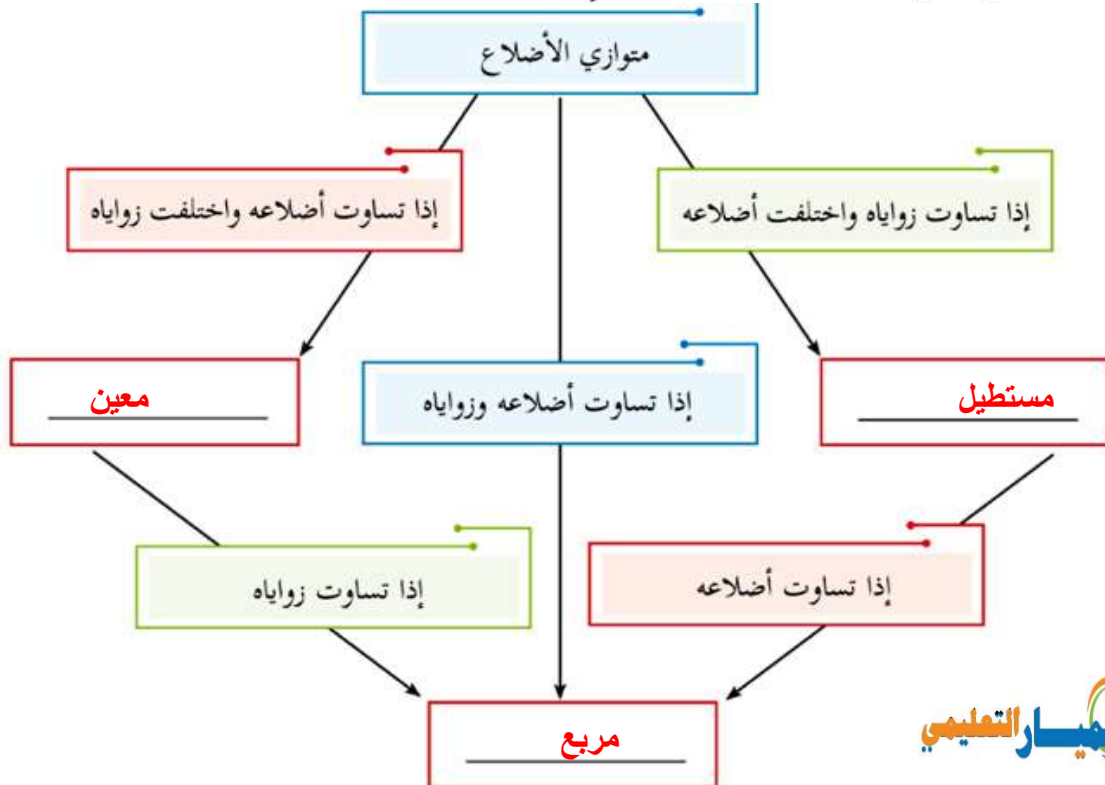 متوازي الأضلاع
إذا تساوت زواياه واختلفت أضلاعه
إذا تساوت أضلاعه واختلفت زواياه
مستطيل
إذا تساوت أضلاعه وزواياه
معين
إذا تساوت أضلاعه
إذا تساوت زواياه
مربع
التعليمي